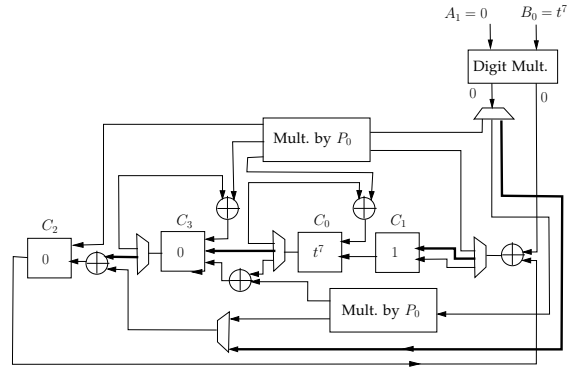 A₁ = 0 B₀ = t⁷
Digit Mult.
0 0
Mult. by P₀
C₂ C₃ C₀ C₁
0 0 t⁷ 1
Mult. by P₀